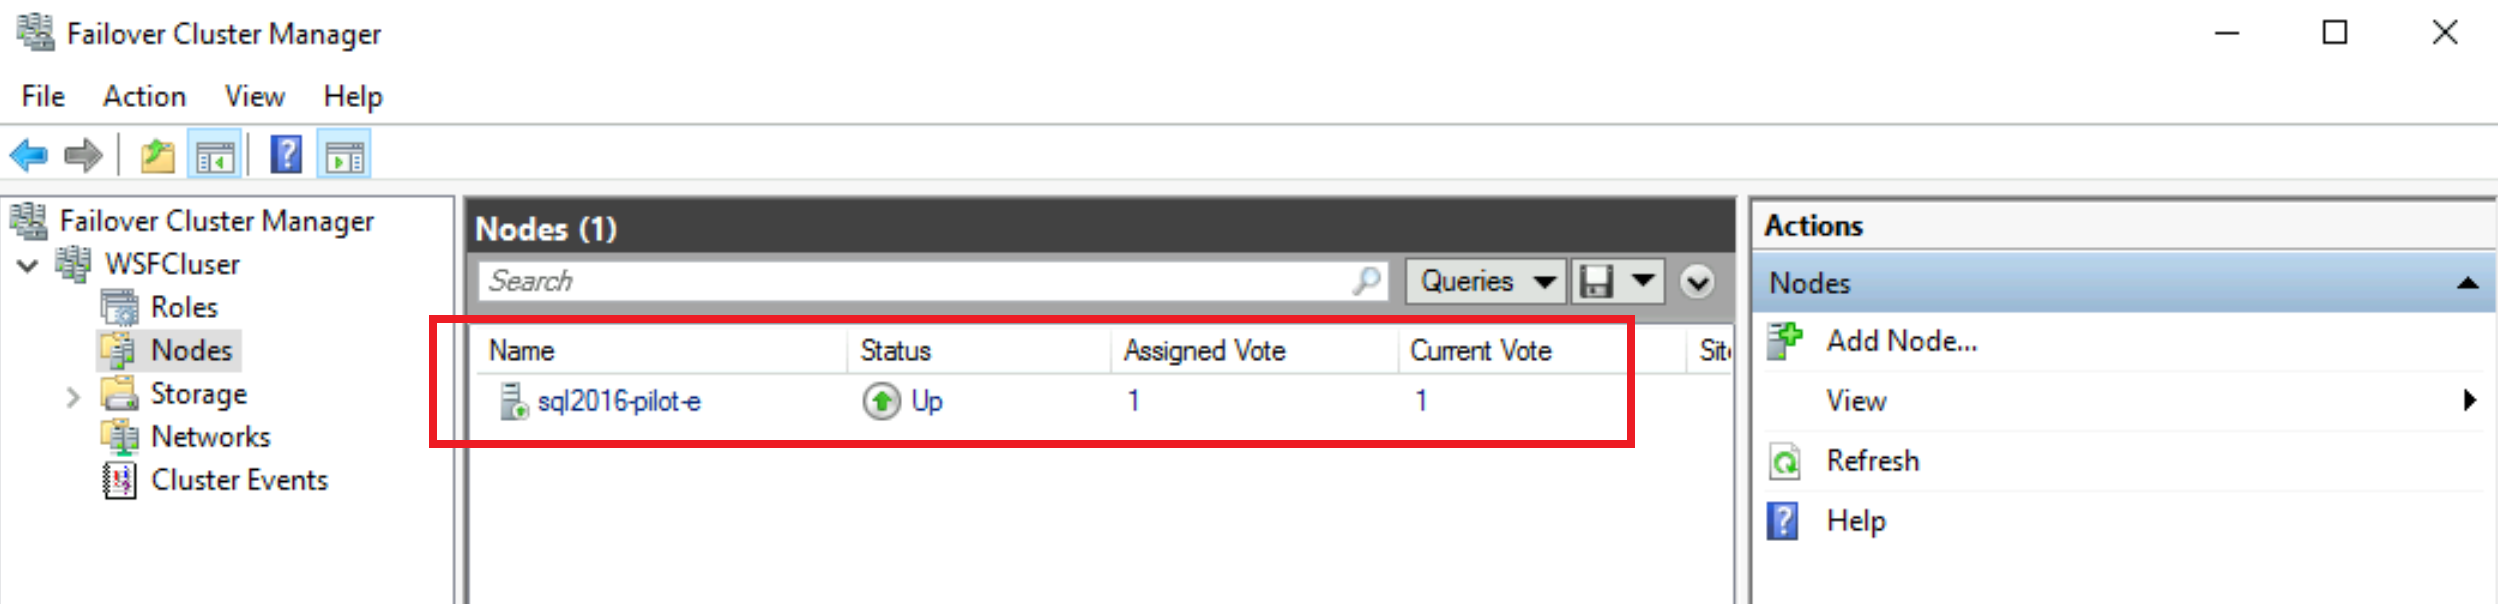 Failover Cluster Manager
File Action View Help
Failover Cluster Manager
WSFCluser
Roles
Nodes
Storage
Networks
Cluster Events
Nodes (1)
Search
Queries
Name Status Assigned Vote Current Vote
sql2016-pilot-e Up 1 1
Actions
Nodes
Add Node...
View
Refresh
Help